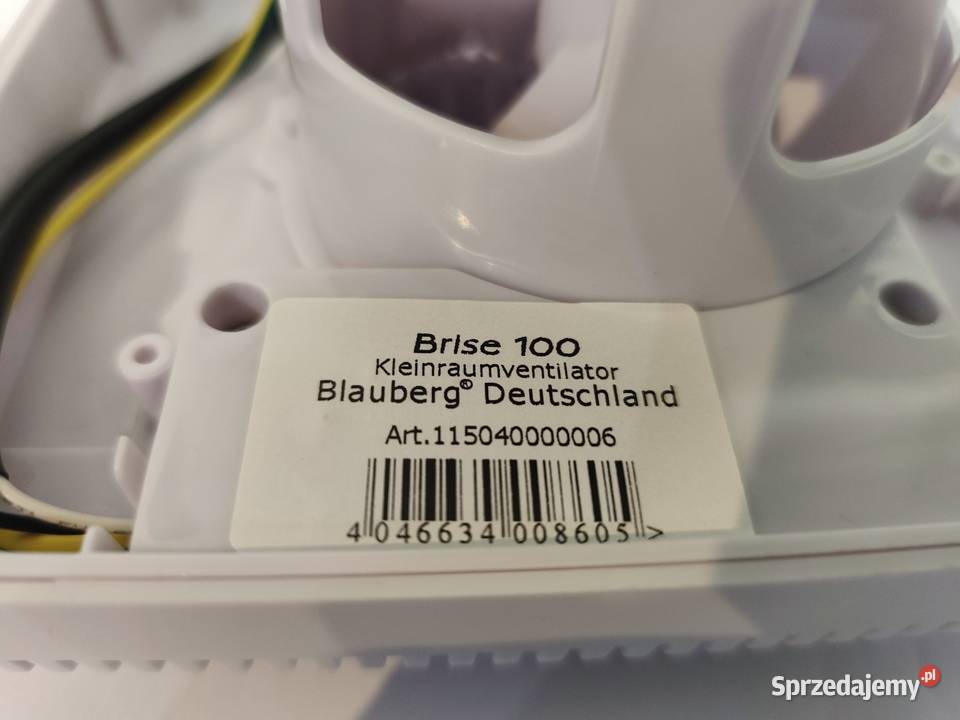 Brise 100
Kleinraumventilator
Blauberg® Deutschland
Art.115040000006
4 046634 008605 >
Sprzedajemy.pl